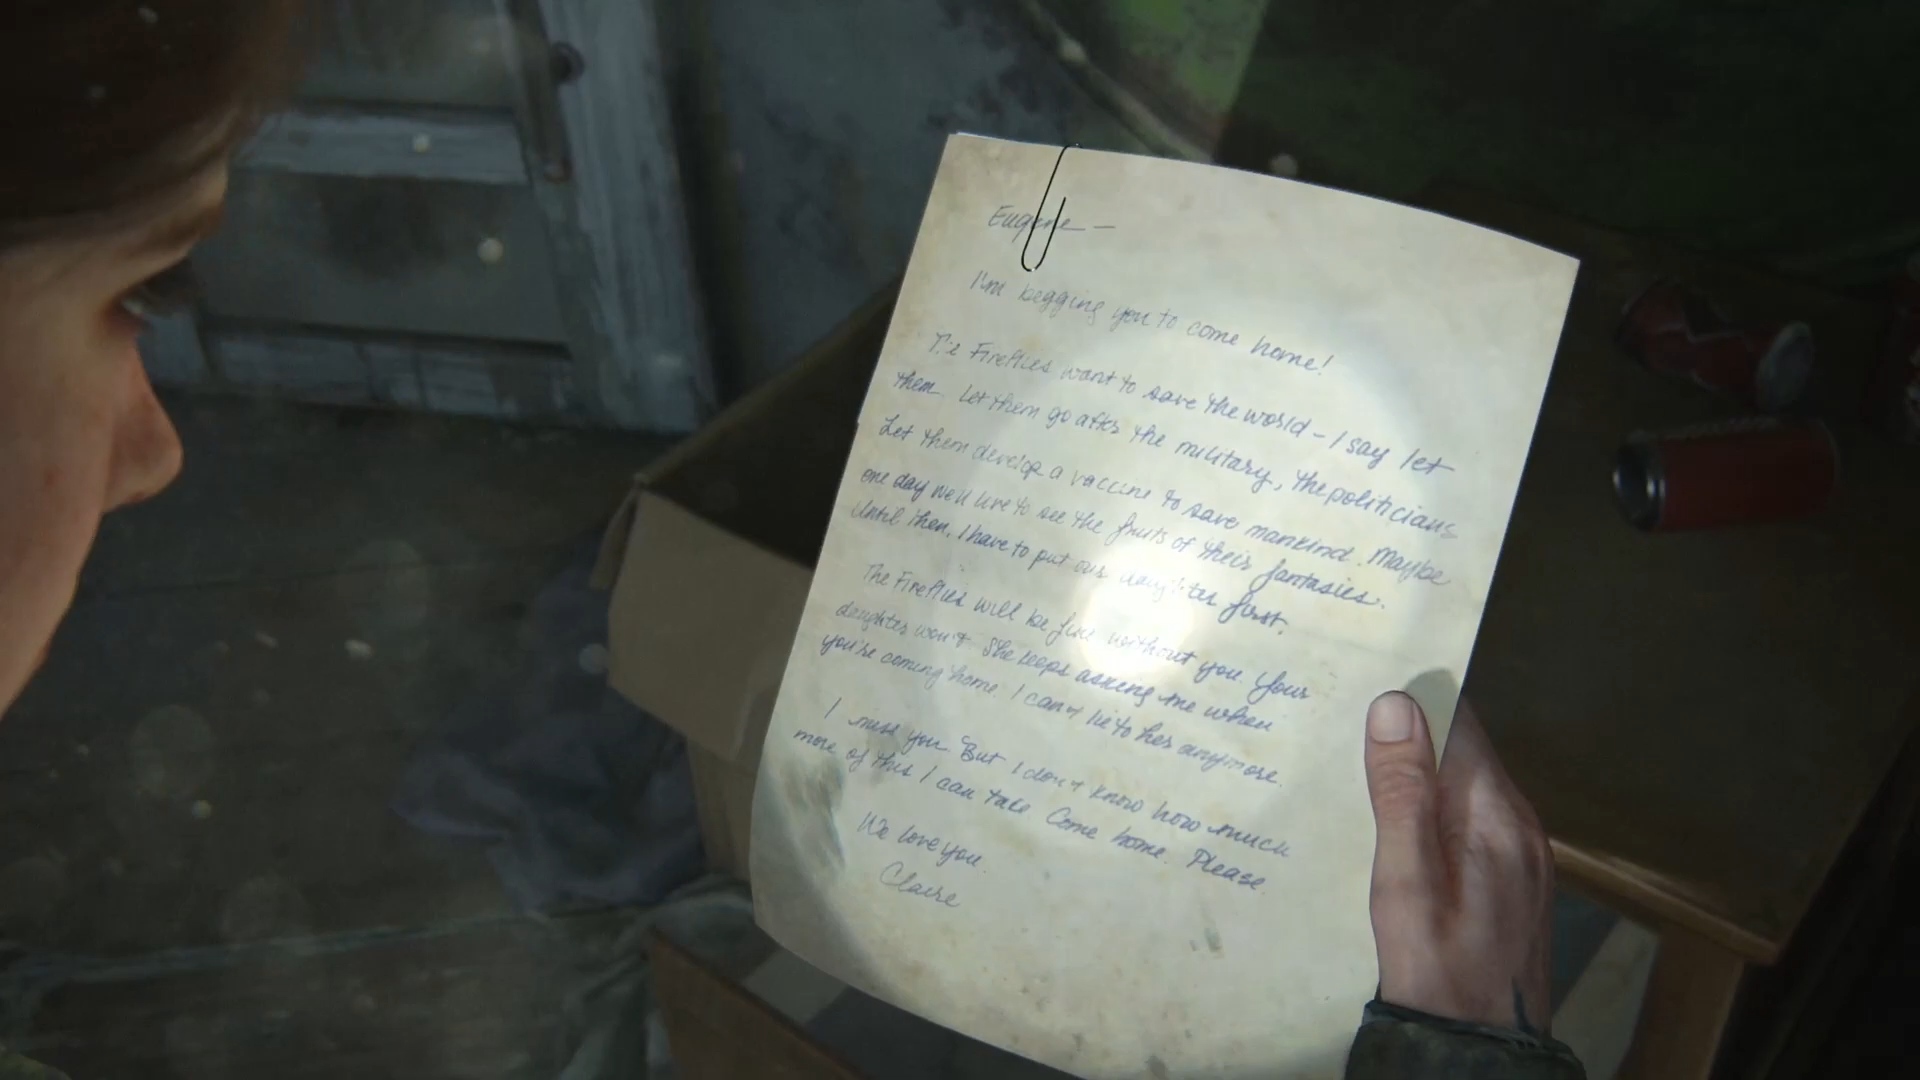 Eugene —
I'm begging you to come home!
The Fireflies want to save the world – I say let
them. Let them go after the military, the politicians.
Let them develop a vaccine to save mankind. Maybe
one day we'll live to see the fruits of their fantasies.
Until then, I have to put our daughter first.
The Fireflies will be fine without you. Your
daughter won't. She keeps asking me when
you're coming home. I can't lie to her anymore.
I miss you. But I don't know how much
more of this I can take. Come home. Please.
We love you.
Claire